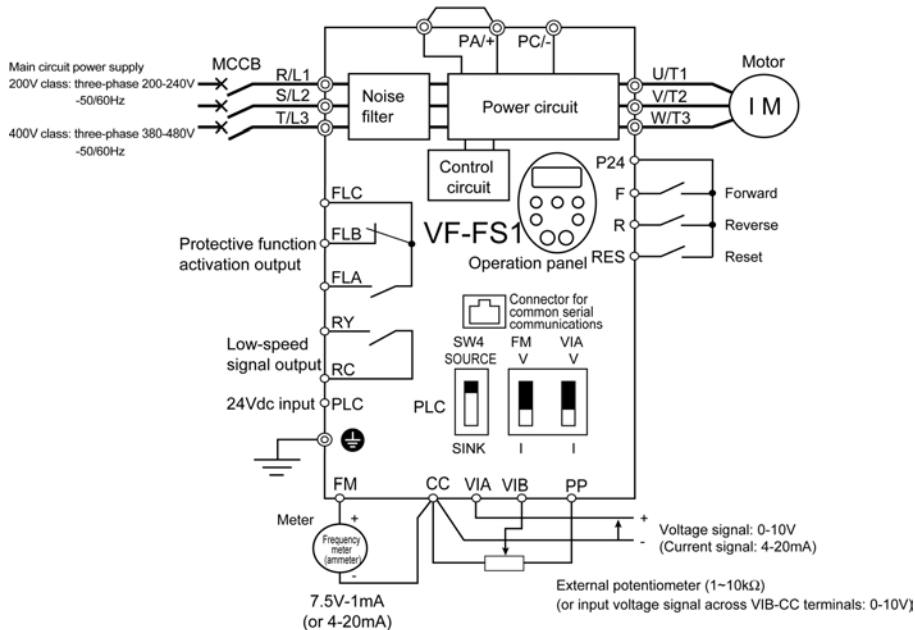 PA/+
PC/-
Main circuit power supply
200V class: three-phase 200-240V
-50/60Hz
400V class: three-phase 380-480V
-50/60Hz
MCCB
R/L1
S/L2
T/L3
Noise
filter
Power circuit
Control
circuit
U/T1
V/T2
W/T3
Motor
I M
P24
F
R
RES
Forward
Reverse
Reset
FLC
FLB
FLA
Protective function
activation output
VF-FS1
Operation panel
RY
RC
Low-speed
signal output
24Vdc input
PLC
Connector for
common serial
communications
SW4
SOURCE
PLC
SINK
FM
V
I
VIA
V
I
FM
CC
VIA
VIB
PP
Meter
+
Frequency
meter
(ammeter)
-
7.5V-1mA
(or 4-20mA)
+
-
Voltage signal: 0-10V
(Current signal: 4-20mA)
External potentiometer (1~10kΩ)
(or input voltage signal across VIB-CC terminals: 0-10V)